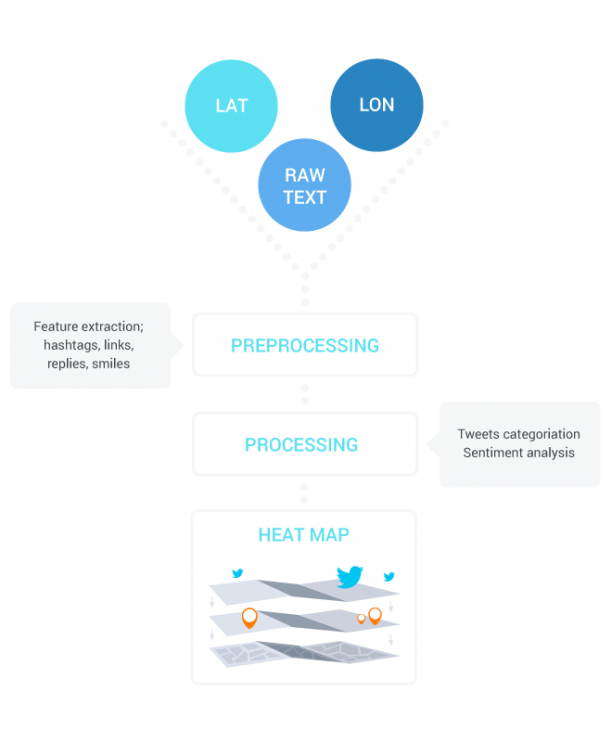 LAT
LON
RAW
TEXT
PREPROCESSING
Feature extraction;
hashtags, links,
replies, smiles
PROCESSING
Tweets categoriation
Sentiment analysis
HEAT MAP